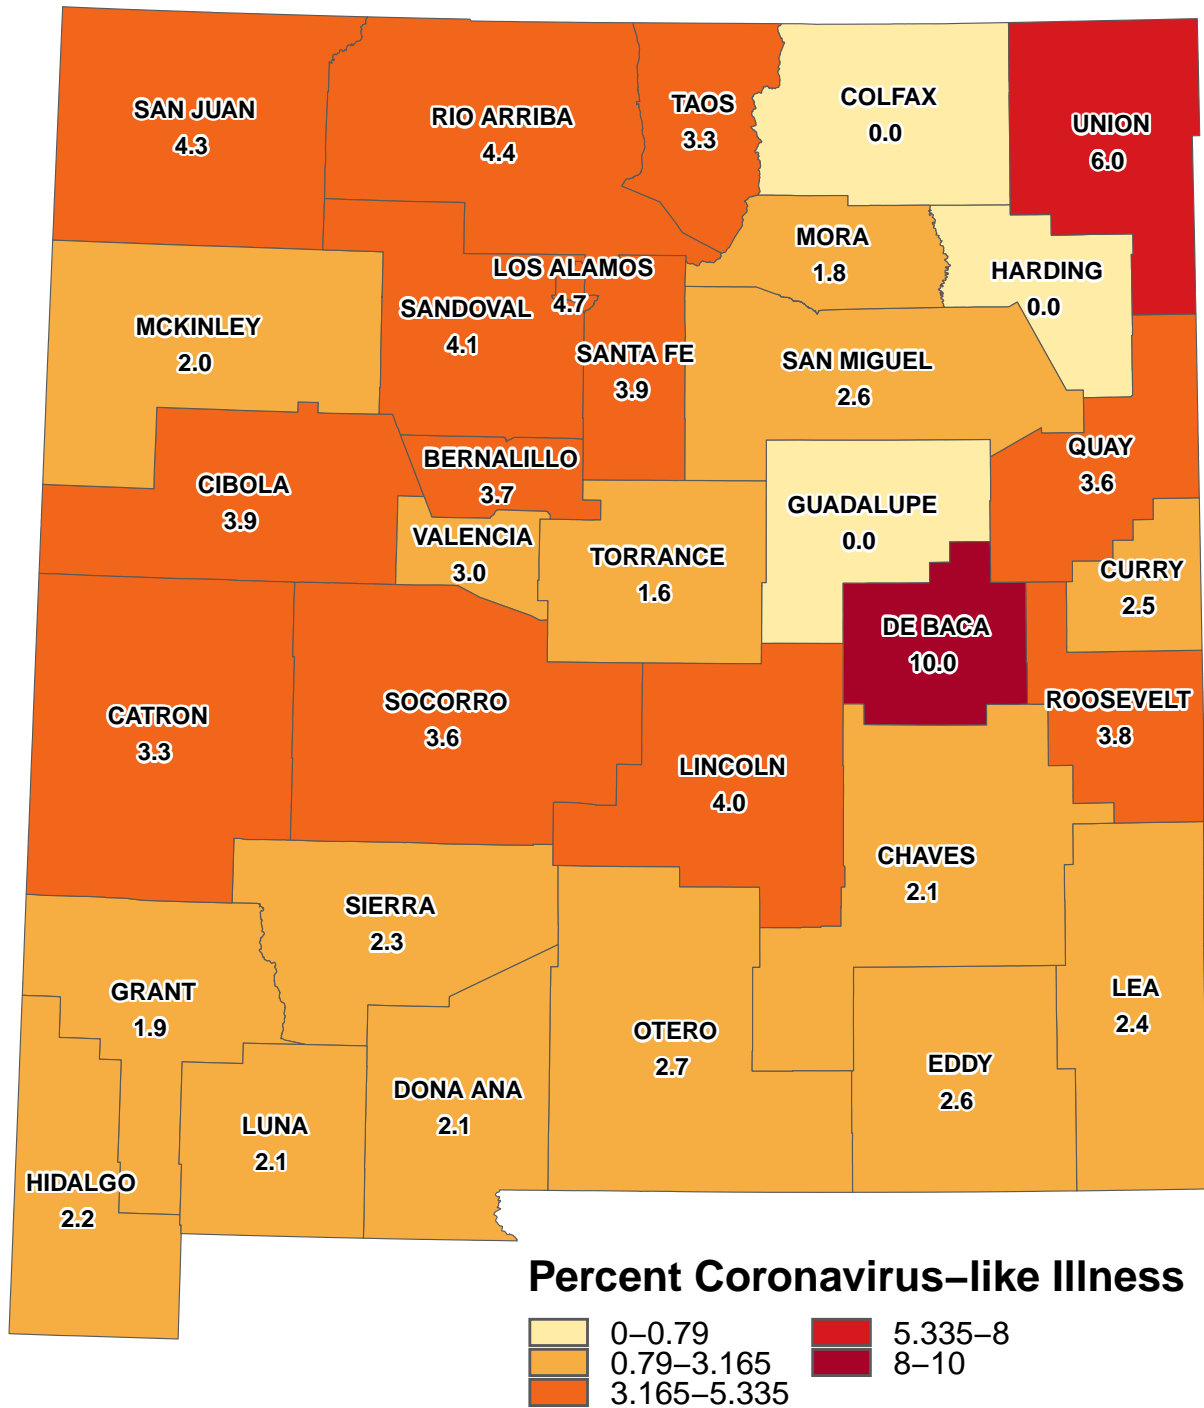 SAN JUAN
4.3
RIO ARRIBA
4.4
TAOS
3.3
COLFAX
0.0
UNION
6.0
MORA
1.8
HARDING
0.0
LOS ALAMOS
4.7
SANDOVAL
4.1
MCKINLEY
2.0
SANTA FE
3.9
SAN MIGUEL
2.6
QUAY
3.6
BERNALILLO
3.7
CIBOLA
3.9
GUADALUPE
0.0
VALENCIA
3.0
TORRANCE
1.6
CURRY
2.5
DE BACA
10.0
CATRON
3.3
SOCORRO
3.6
ROOSEVELT
3.8
LINCOLN
4.0
CHAVES
2.1
SIERRA
2.3
GRANT
1.9
LEA
2.4
OTERO
2.7
EDDY
2.6
DONA ANA
2.1
LUNA
2.1
HIDALGO
2.2
Percent Coronavirus−like Illness
0−0.79
0.79−3.165
3.165−5.335
5.335−8
8−10